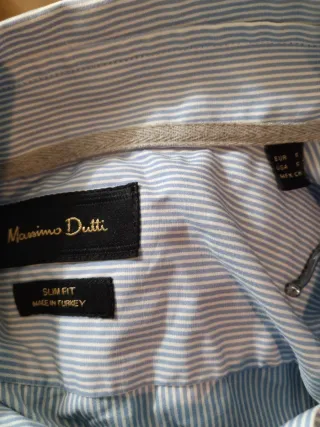 Massimo Dutti
SLIM FIT
MADE IN TURKEY
EUR
USA
MEX